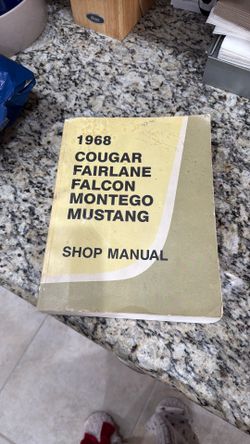 1968
COUGAR
FAIRLANE
FALCON
MONTEGO
MUSTANG
SHOP MANUAL